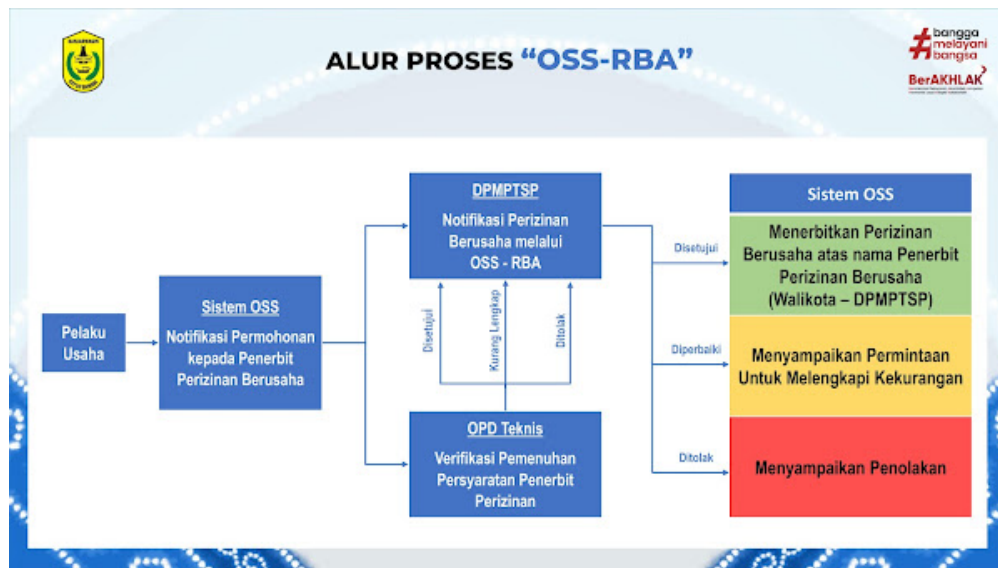 ALUR PROSES “OSS-RBA”
#bangga
melayani
bangsa
BerAKHLAK
Pelaku
Usaha
Sistem OSS
Notifikasi Permohonan
kepada Penerbit
Perizinan Berusaha
DPMPTSP
Notifikasi Perizinan
Berusaha melalui
OSS - RBA
Disetujui
Kurang Lengkap
Ditolak
OPD Teknis
Verifikasi Pemenuhan
Persyaratan Penerbit
Perizinan
Disetujui
Diperbaiki
Ditolak
Sistem OSS
Menerbitkan Perizinan
Berusaha atas nama Penerbit
Perizinan Berusaha
(Walikota – DPMPTSP)
Menyampaikan Permintaan
Untuk Melengkapi Kekurangan
Menyampaikan Penolakan